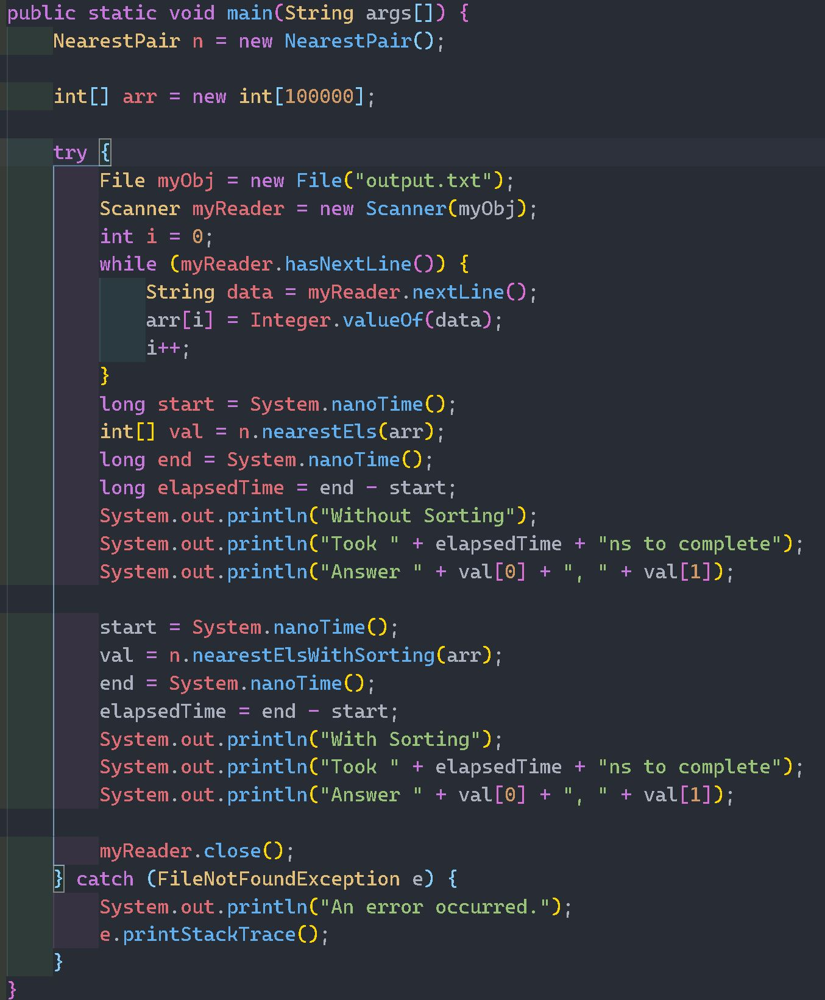 public static void main(String args[]) {
    NearestPair n = new NearestPair();

    int[] arr = new int[100000];

    try {
        File myObj = new File("output.txt");
        Scanner myReader = new Scanner(myObj);
        int i = 0;
        while (myReader.hasNextLine()) {
            String data = myReader.nextLine();
            arr[i] = Integer.valueOf(data);
            i++;
        }
        long start = System.nanoTime();
        int[] val = n.nearestEls(arr);
        long end = System.nanoTime();
        long elapsedTime = end - start;
        System.out.println("Without Sorting");
        System.out.println("Took " + elapsedTime + "ns to complete");
        System.out.println("Answer " + val[0] + ", " + val[1]);

        start = System.nanoTime();
        val = n.nearestElsWithSorting(arr);
        end = System.nanoTime();
        elapsedTime = end - start;
        System.out.println("With Sorting");
        System.out.println("Took " + elapsedTime + "ns to complete");
        System.out.println("Answer " + val[0] + ", " + val[1]);

        myReader.close();
    } catch (FileNotFoundException e) {
        System.out.println("An error occurred.");
        e.printStackTrace();
    }
}